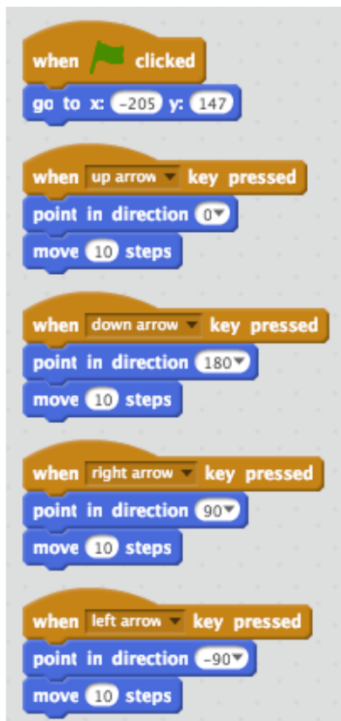 when clicked
go to x: -205 y: 147
when up arrow key pressed
point in direction 0
move 10 steps
when down arrow key pressed
point in direction 180
move 10 steps
when right arrow key pressed
point in direction 90
move 10 steps
when left arrow key pressed
point in direction -90
move 10 steps